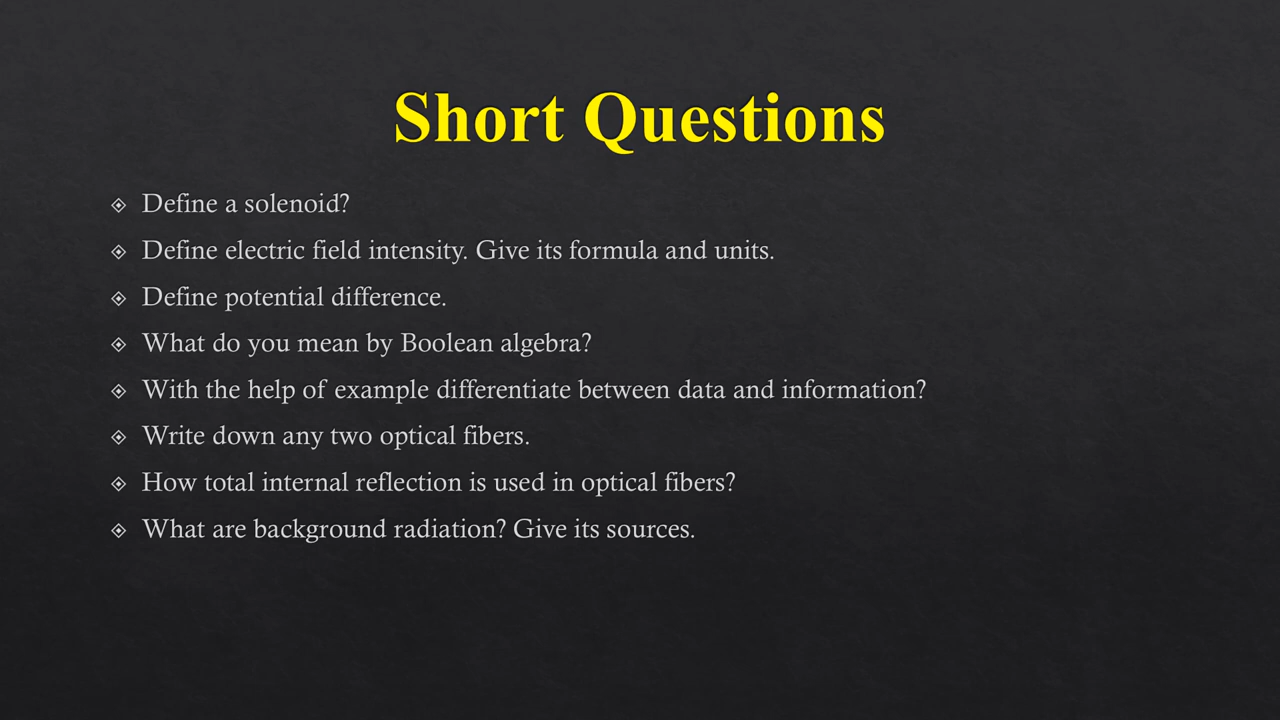 Short Questions
Define a solenoid?
Define electric field intensity. Give its formula and units.
Define potential difference.
What do you mean by Boolean algebra?
With the help of example differentiate between data and information?
Write down any two optical fibers.
How total internal reflection is used in optical fibers?
What are background radiation? Give its sources.